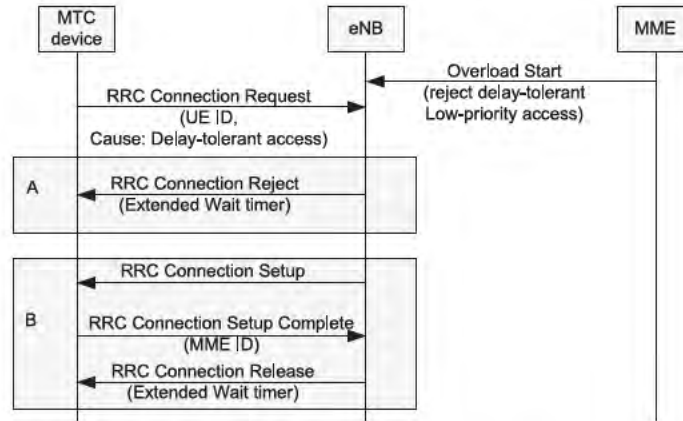 MTC
device
eNB
MME
Overload Start
(reject delay-tolerant
Low-priority access)
RRC Connection Request
(UE ID,
Cause: Delay-tolerant access)
A
RRC Connection Reject
(Extended Wait timer)
RRC Connection Setup
B
RRC Connection Setup Complete
(MME ID)
RRC Connection Release
(Extended Wait timer)